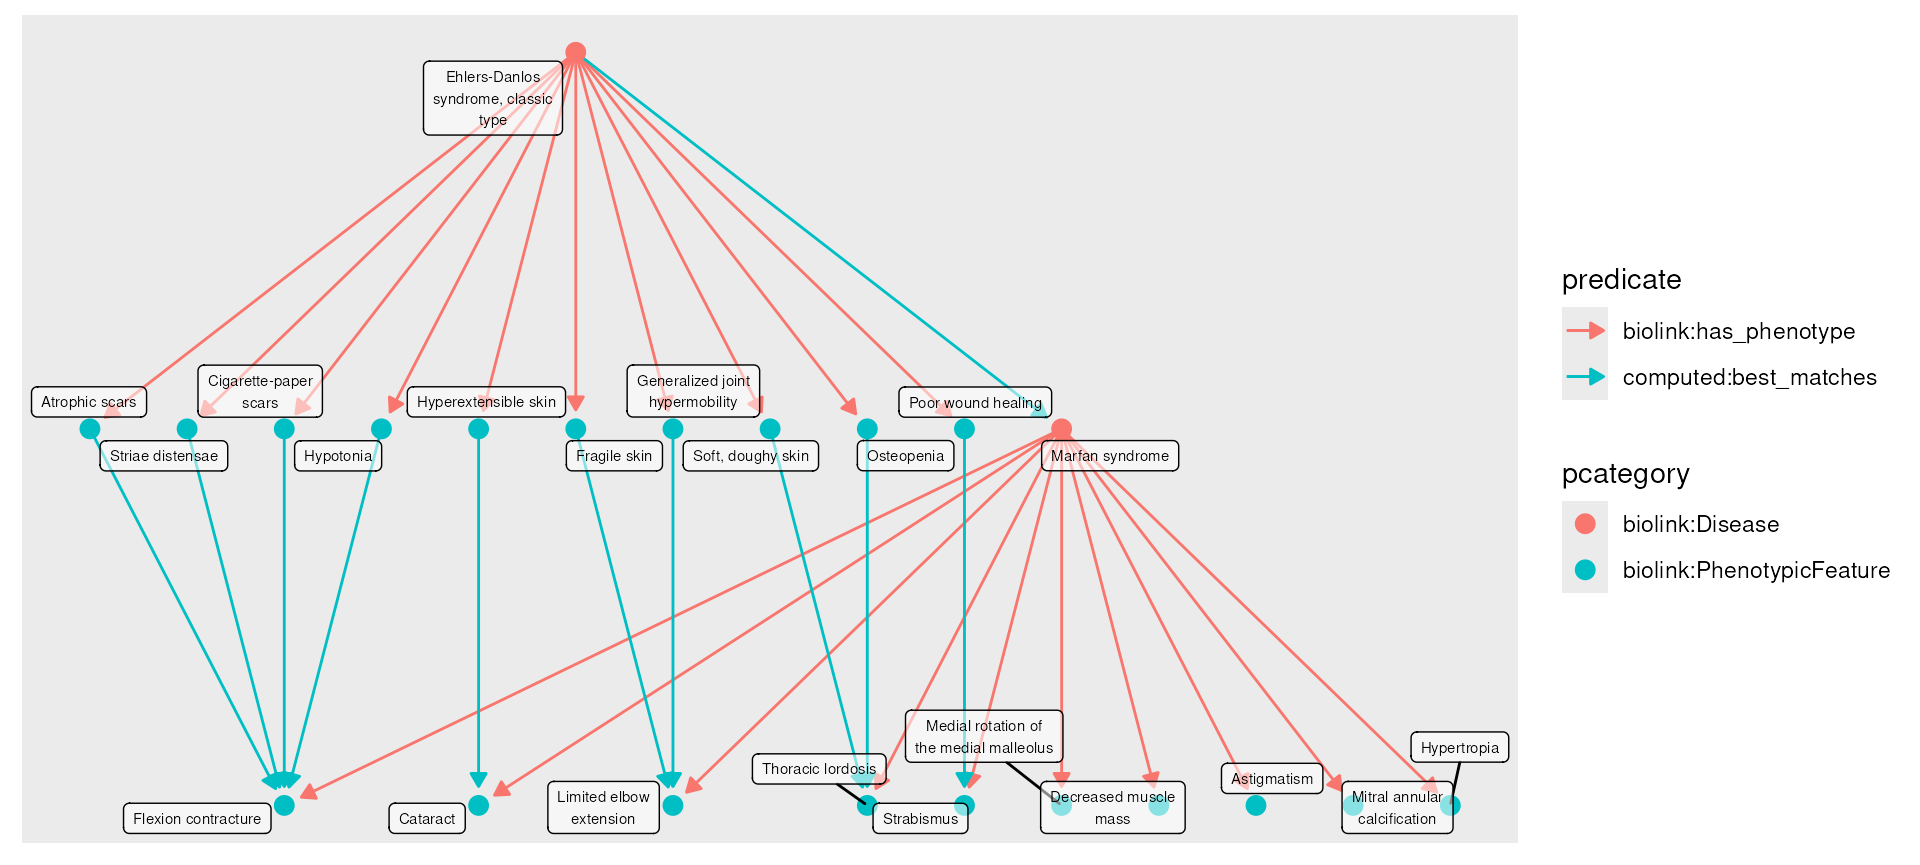 Ehlers-Danlos
syndrome, classic
type
Atrophic scars
Cigarette-paper
scars
Hyperextensible skin
Generalized joint
hypermobility
Poor wound healing
Striae distensae
Hypotonia
Fragile skin
Soft, doughy skin
Osteopenia
Marfan syndrome
Medial rotation of
the medial malleolus
Hypertropia
Thoracic lordosis
Astigmatism
Flexion contracture
Cataract
Limited elbow
extension
Strabismus
Decreased muscle
mass
Mitral annular
calcification
predicate
biolink:has_phenotype
computed:best_matches
pcategory
biolink:Disease
biolink:PhenotypicFeature